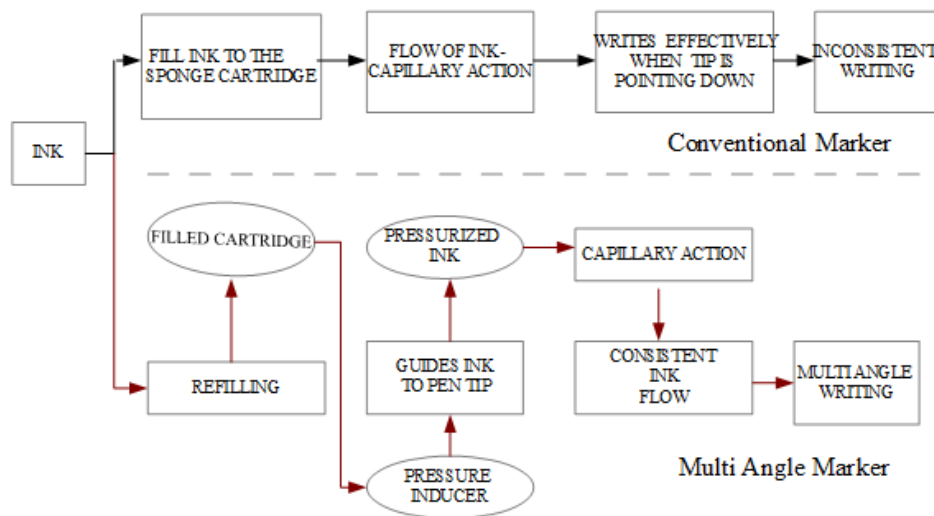 FILL INK TO THE
SPONGE CARTRIDGE
FLOW OF INK-
CAPILLARY ACTION
WRITES EFFECTIVELY
WHEN TIP IS
POINTING DOWN
INCONSISTENT
WRITING
INK
Conventional Marker
FILLED CARTRIDGE
PRESSURIZED
INK
CAPILLARY ACTION
REFILLING
GUIDES INK
TO PEN TIP
CONSISTENT
INK
FLOW
MULTI ANGLE
WRITING
PRESSURE
INDUCER
Multi Angle Marker